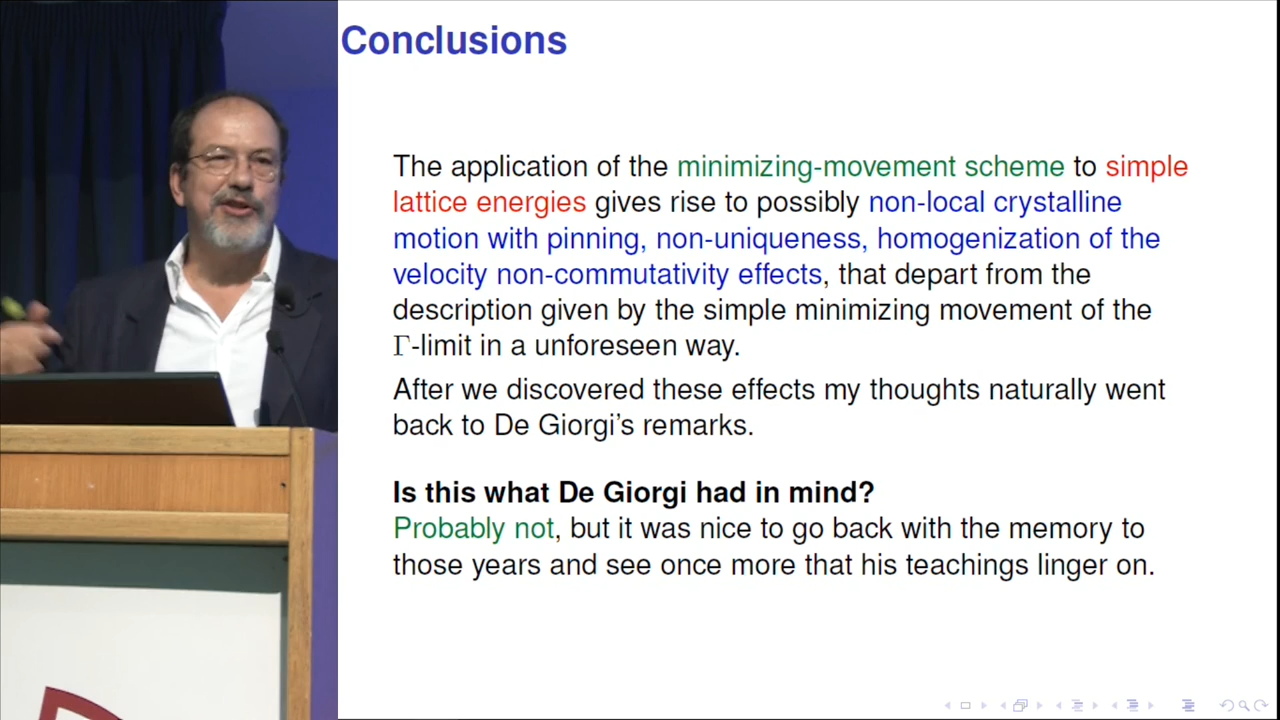 Conclusions
The application of the minimizing-movement scheme to simple
lattice energies gives rise to possibly non-local crystalline
motion with pinning, non-uniqueness, homogenization of the
velocity non-commutativity effects, that depart from the
description given by the simple minimizing movement of the
Γ-limit in a unforeseen way.
After we discovered these effects my thoughts naturally went
back to De Giorgi’s remarks.
Is this what De Giorgi had in mind?
Probably not, but it was nice to go back with the memory to
those years and see once more that his teachings linger on.